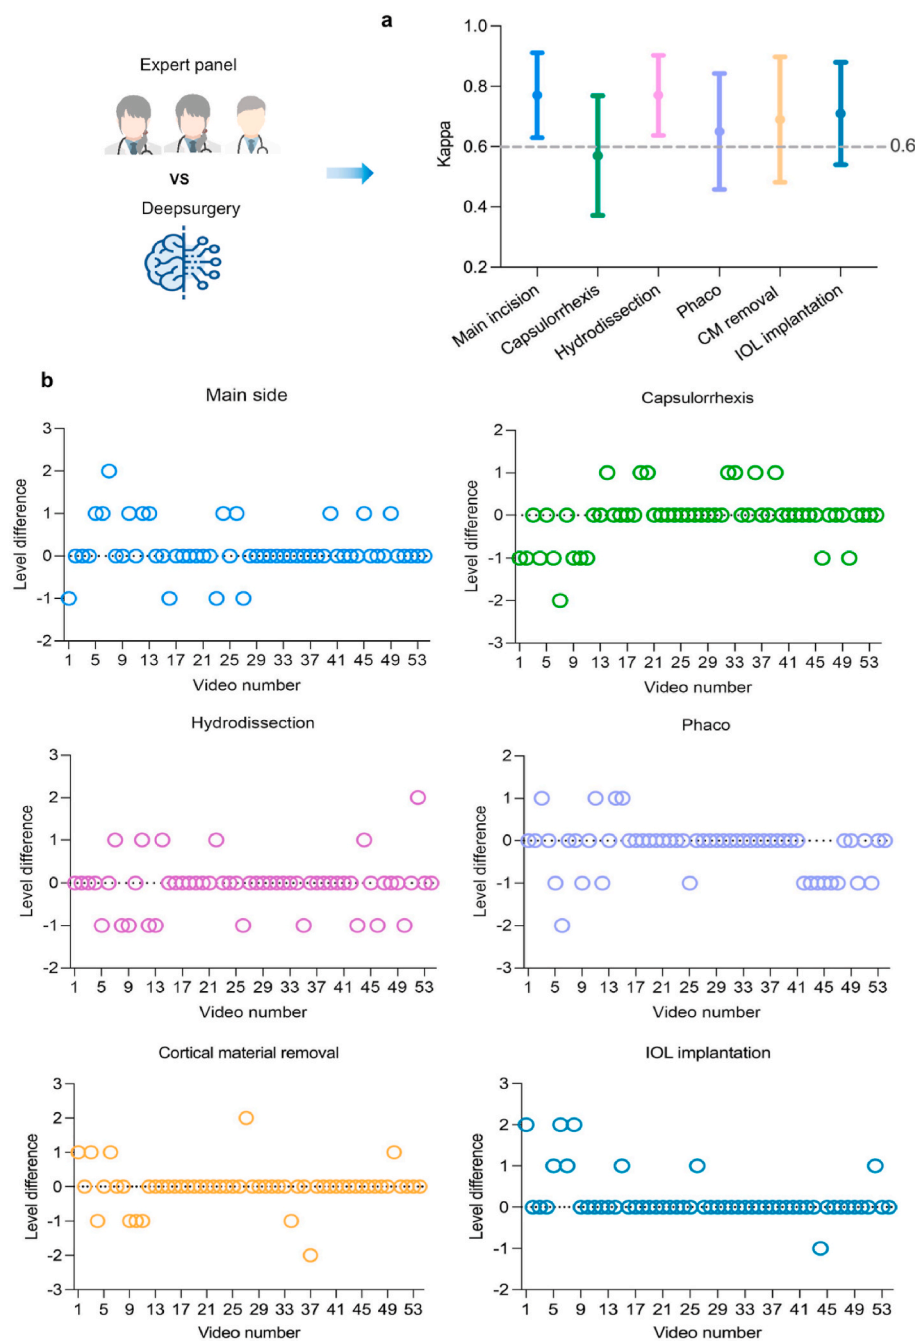 a
Expert panel
VS
Deepsurgery
Kappa
1.0
0.8
0.6
0.4
0.2
0.6
Main incision
Capsulorrhexis
Hydrodissection
Phaco
CM removal
IOL implantation
b
Main side
Level difference
3
2
1
0
-1
-2
1 5 9 13 17 21 25 29 33 37 41 45 49 53
Video number
Capsulorrhexis
Level difference
2
1
0
-1
-2
-3
1 5 9 13 17 21 25 29 33 37 41 45 49 53
Video number
Hydrodissection
Level difference
3
2
1
0
-1
-2
1 5 9 13 17 21 25 29 33 37 41 45 49 53
Video number
Phaco
Level difference
2
1
0
-1
-2
-3
1 5 9 13 17 21 25 29 33 37 41 45 49 53
Video number
Cortical material removal
Level difference
3
2
1
0
-1
-2
-3
1 5 9 13 17 21 25 29 33 37 41 45 49 53
Video number
IOL implantation
Level difference
3
2
1
0
-1
-2
1 5 9 13 17 21 25 29 33 37 41 45 49 53
Video number